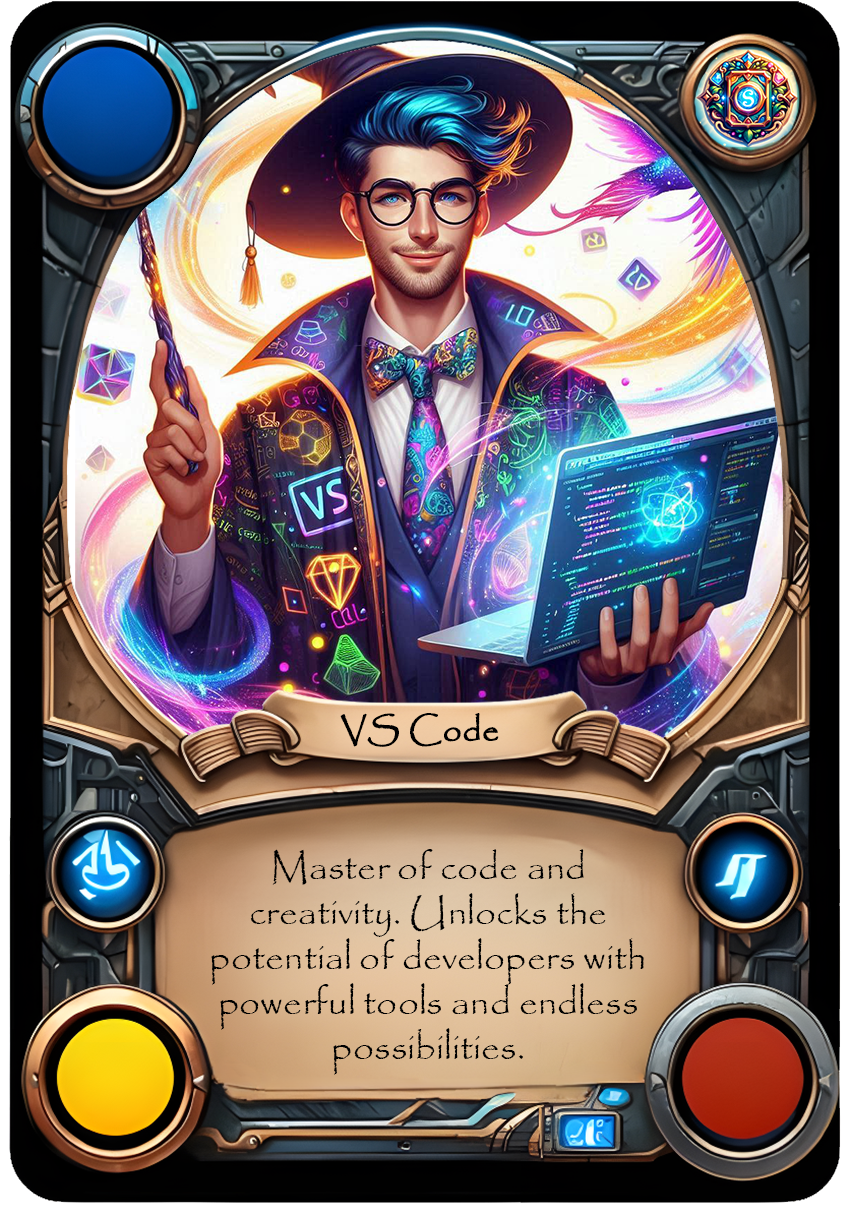 S
VS
VS Code
Master of code and
creativity. Unlocks the
potential of developers with
powerful tools and endless
possibilities.